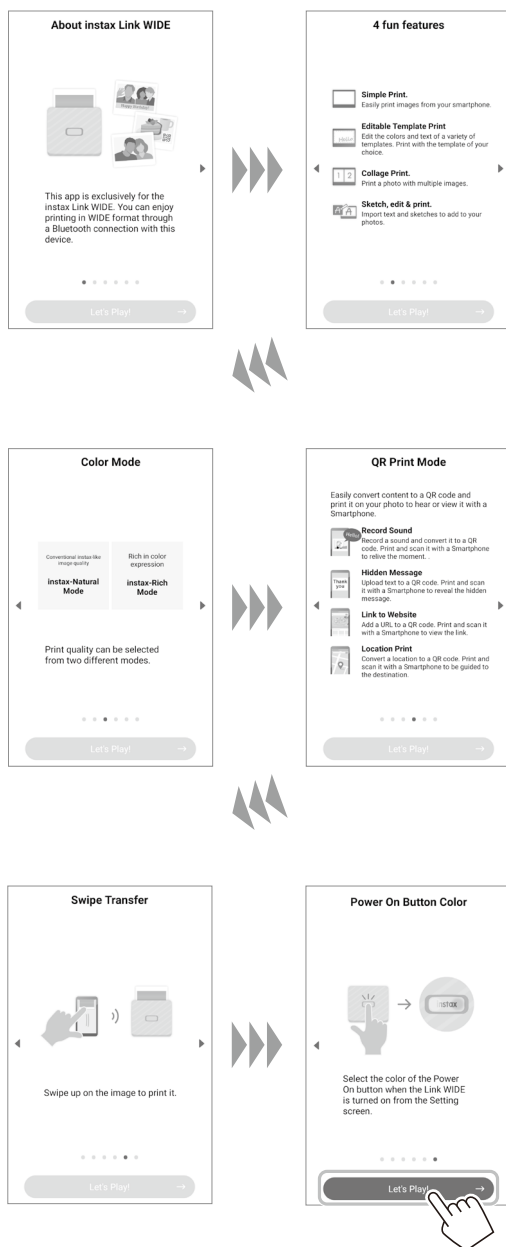 About instax Link WIDE
This app is exclusively for the
instax Link WIDE. You can enjoy
printing in WIDE format through
a Bluetooth connection with this
device.
Let's Play! →
4 fun features
Simple Print.
Easily print images from your smartphone.
Editable Template Print
Edit the colors and text of a variety of
templates. Print with the template of your
choice.
1 2
Collage Print.
Print a photo with multiple images.
Sketch, edit & print.
Import text and sketches to add to your
photos.
Let's Play! →
Color Mode
Conventional instax-like
image quality
instax-Natural
Mode
Rich in color
expression
instax-Rich
Mode
Print quality can be selected
from two different modes.
Let's Play! →
QR Print Mode
Easily convert content to a QR code and
print it on your photo to hear or view it with a
Smartphone.
Hello!
Record Sound
Record a sound and convert it to a QR
code. Print and scan it with a Smartphone
to relive the moment. .
Thank
you
Hidden Message
Upload text to a QR code. Print and scan
it with a Smartphone to reveal the hidden
message.
Link to Website
Add a URL to a QR code. Print and scan it
with a Smartphone to view the link.
Location Print
Convert a location to a QR code. Print and
scan it with a Smartphone to be guided to
the destination.
Let's Play! →
Swipe Transfer
Swipe up on the image to print it.
Let's Play! →
Power On Button Color
instax
Select the color of the Power
On button when the Link WIDE
is turned on from the Setting
screen.
Let's Play! →